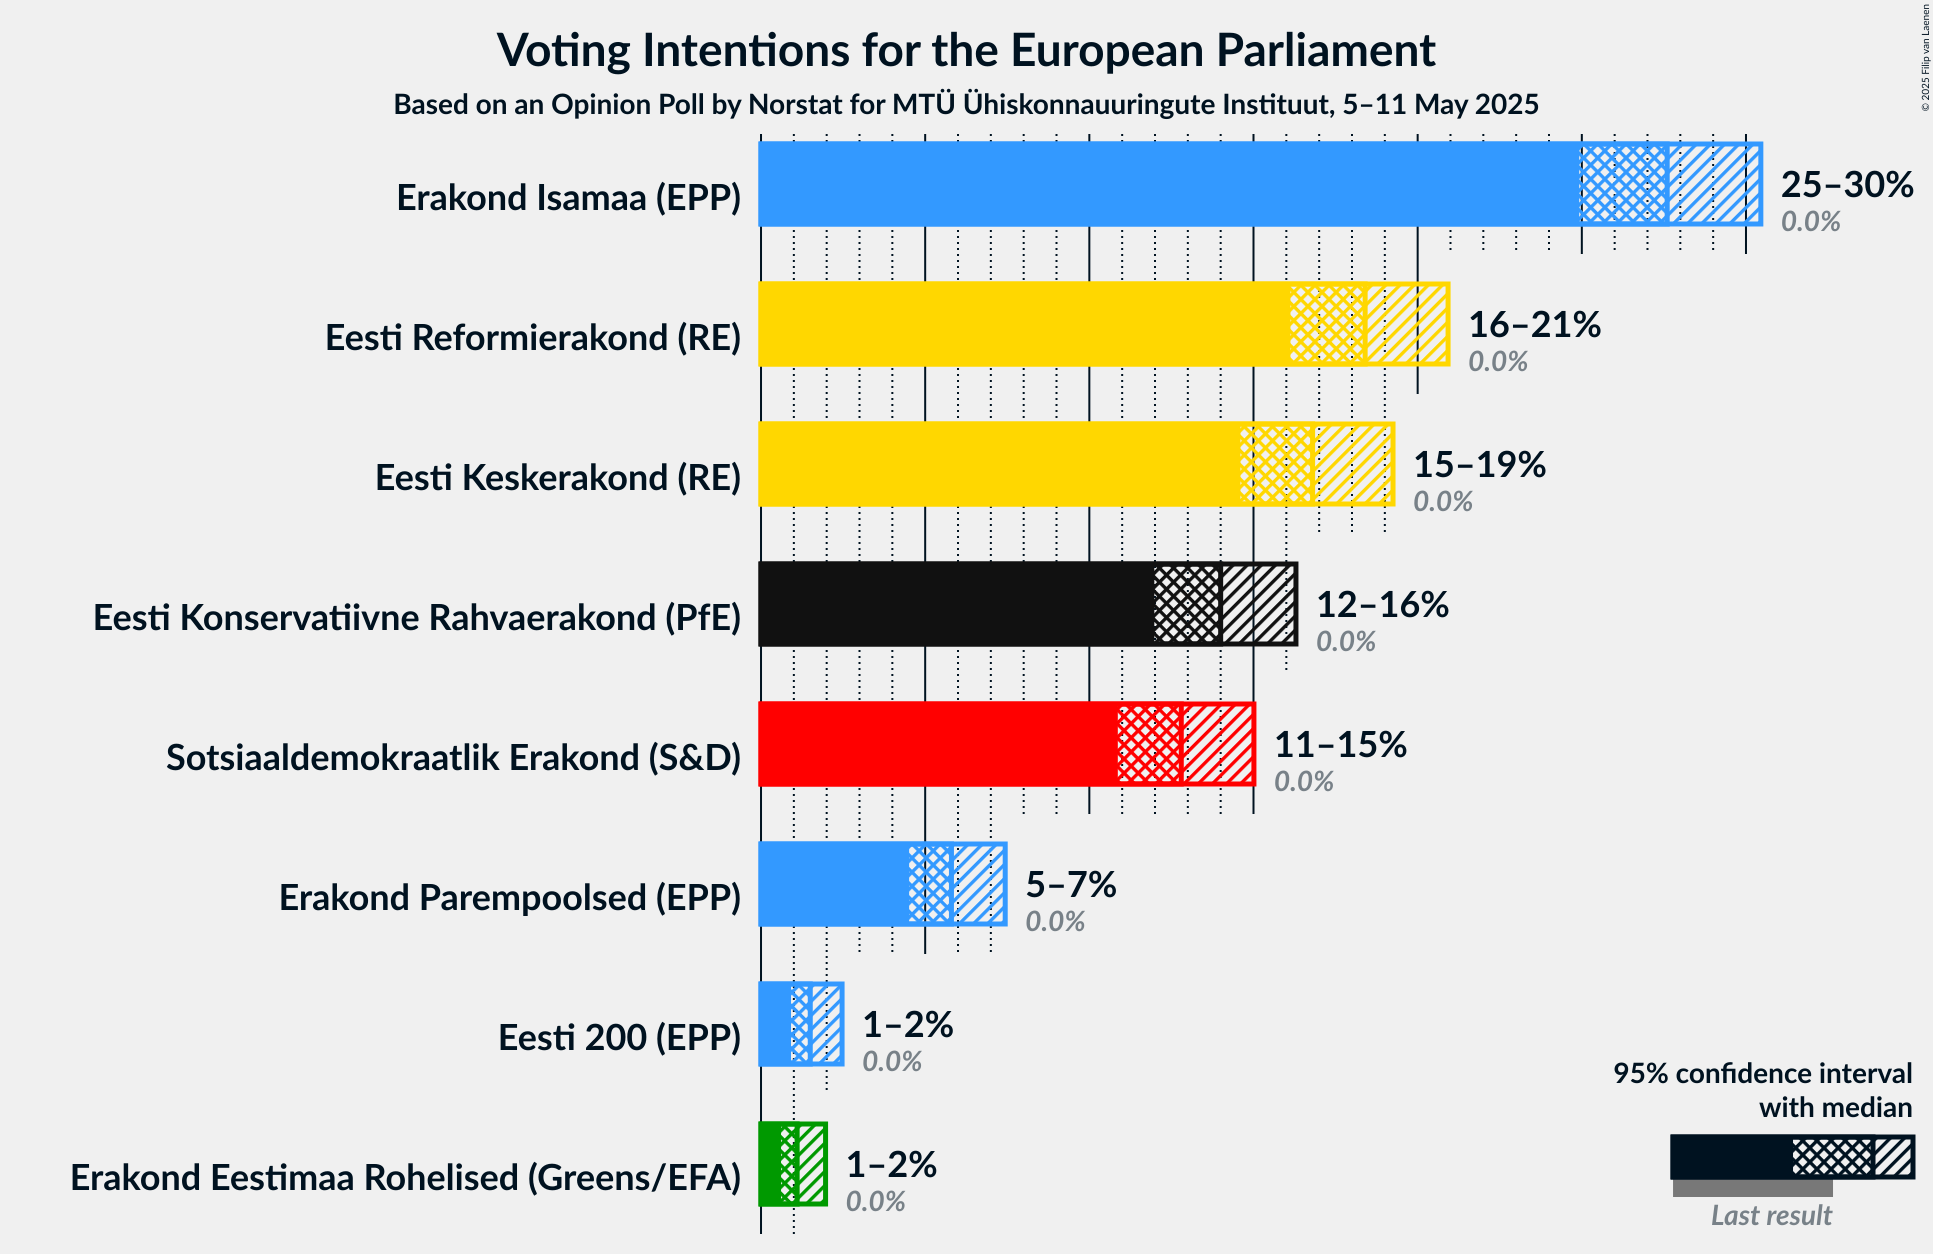 Voting Intentions for the European Parliament
Based on an Opinion Poll by Norstat for MTÜ Ühiskonnauuringute Instituut, 5–11 May 2025
© 2025 Filip van Laenen
Erakond Isamaa (EPP)
25–30%
0.0%
Eesti Reformierakond (RE)
16–21%
0.0%
Eesti Keskerakond (RE)
15–19%
0.0%
Eesti Konservatiivne Rahvaerakond (PfE)
12–16%
0.0%
Sotsiaaldemokraatlik Erakond (S&D)
11–15%
0.0%
Erakond Parempoolsed (EPP)
5–7%
0.0%
Eesti 200 (EPP)
1–2%
0.0%
Erakond Eestimaa Rohelised (Greens/EFA)
1–2%
0.0%
95% confidence interval
with median
Last result